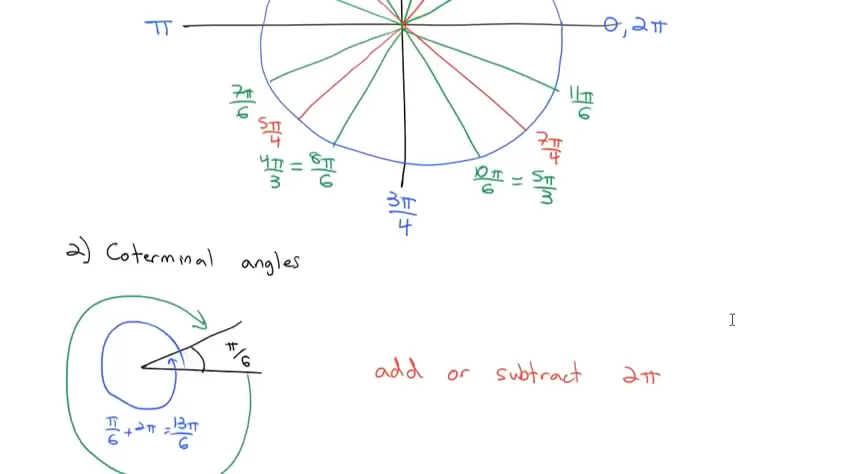 π
0, 2π
7π/6
11π/6
5π/4
7π/4
4π/3 = 8π/6
10π/6 = 5π/3
3π/4
2) Coterminal angles
π/6
add or subtract 2π
π/6 + 2π = 13π/6